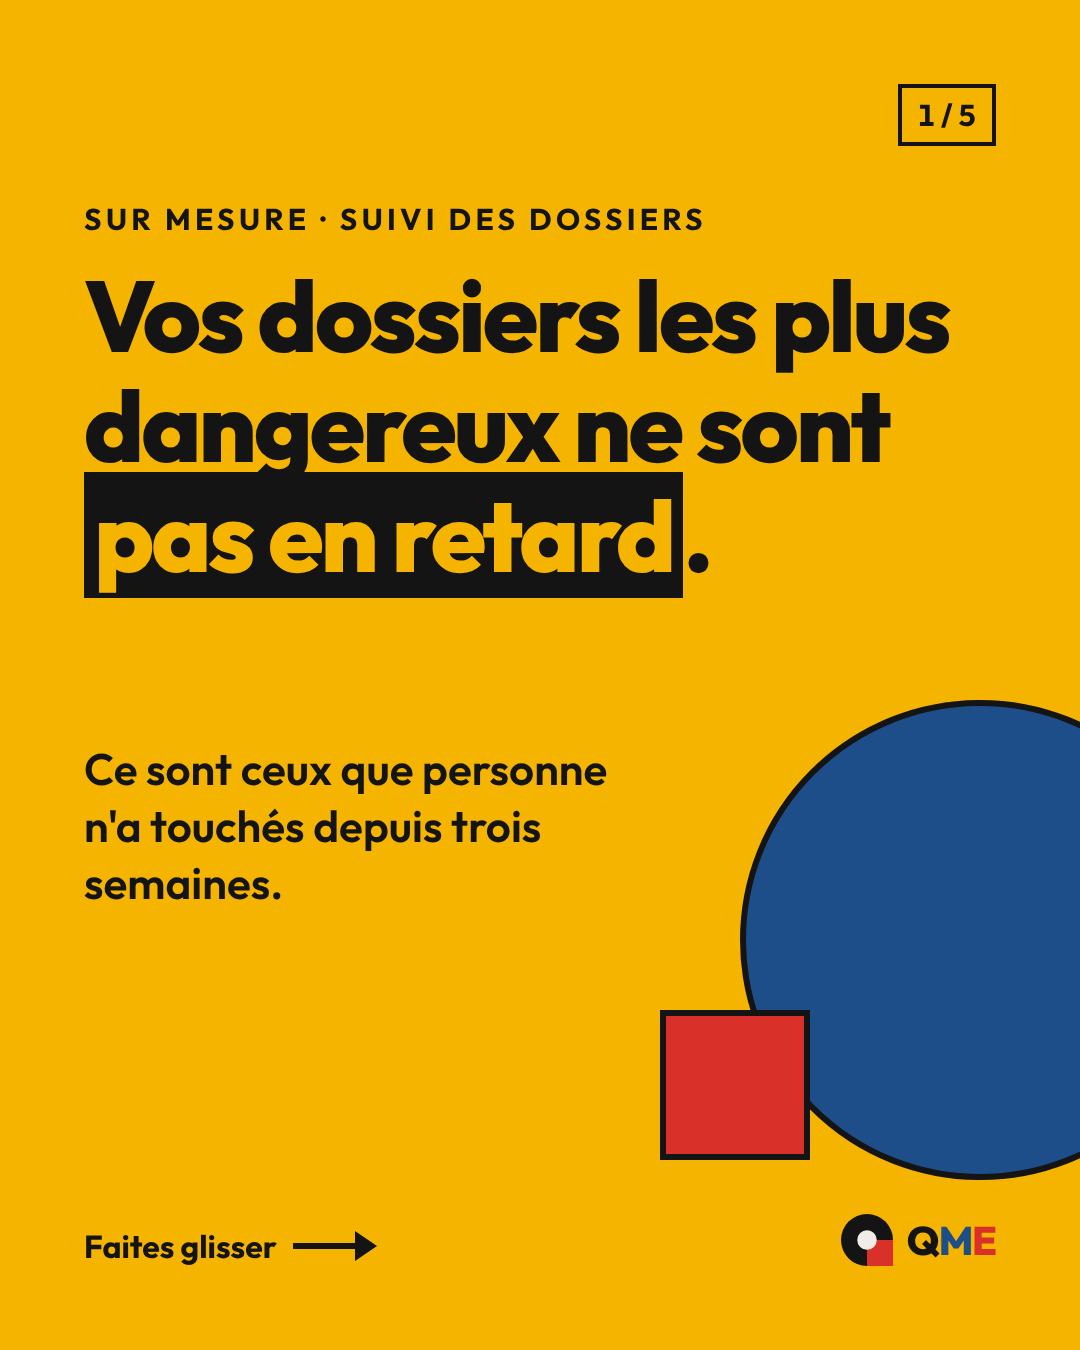 1 / 5
SUR MESURE · SUIVI DES DOSSIERS
Vos dossiers les plus
dangereux ne sont
pas en retard.
Ce sont ceux que personne
n'a touchés depuis trois
semaines.
Faites glisser
QME